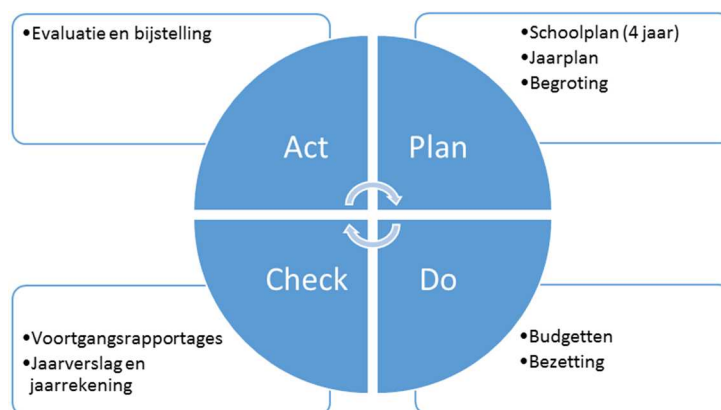 •Evaluatie en bijstelling
Act
•Schoolplan (4 jaar)
•Jaarplan
•Begroting
Plan
Check
•Voortgangsrapportages
•Jaarverslag en
jaarrekening
Do
•Budgetten
•Bezetting